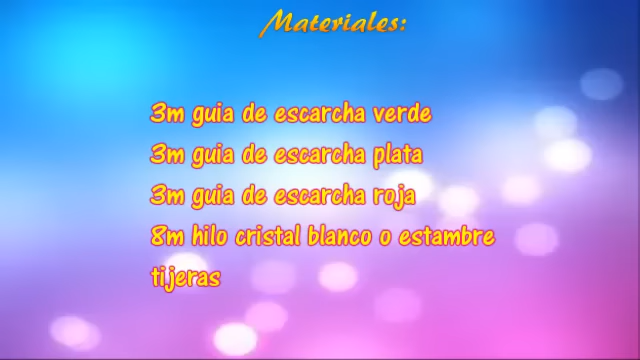 Materiales:
3m guia de escarcha verde
3m guia de escarcha plata
3m guia de escarcha roja
8m hilo cristal blanco o estambre
tijeras